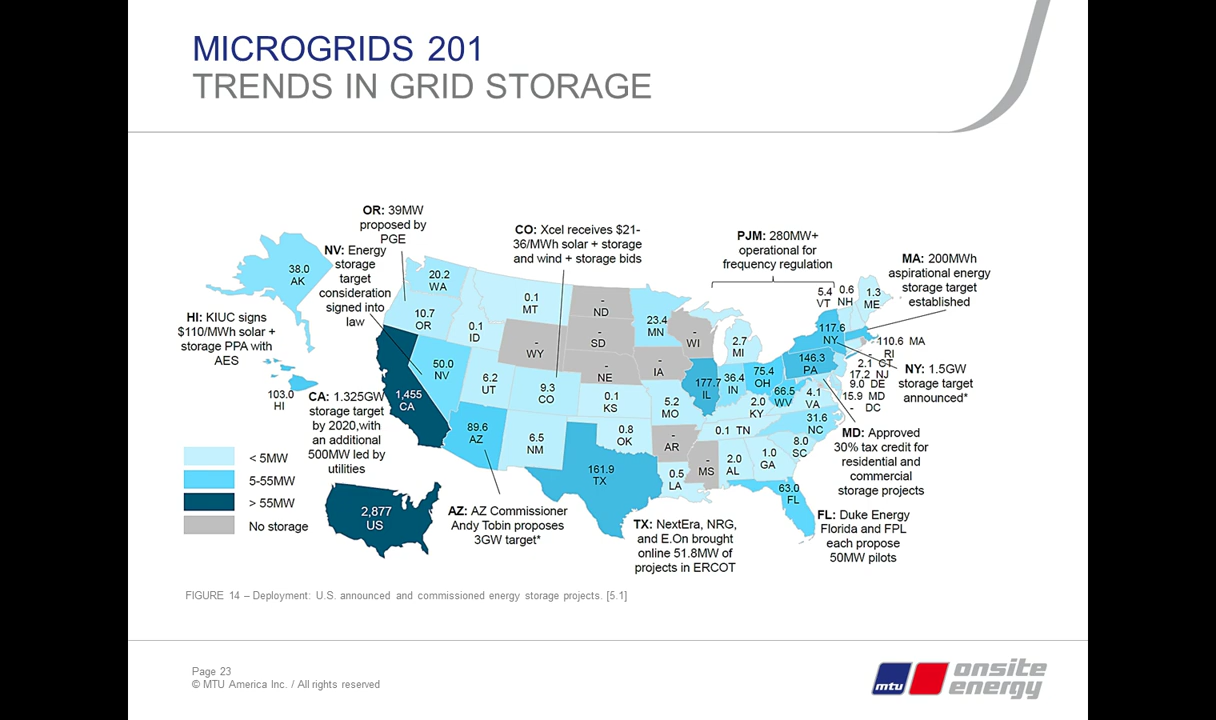 MICROGRIDS 201
TRENDS IN GRID STORAGE
OR: 39MW
proposed by
PGE
NV: Energy
storage
target
consideration
signed into
law
CO: Xcel receives $21-
36/MWh solar + storage
and wind + storage bids
PJM: 280MW+
operational for
frequency regulation
MA: 200MWh
aspirational energy
storage target
established
HI: KIUC signs
$110/MWh solar +
storage PPA with
AES
38.0
AK
103.0
HI
20.2
WA
10.7
OR
0.1
ID
0.1
MT
-
ND
-
SD
-
WY
-
NE
23.4
MN
-
WI
-
IA
2.7
MI
5.4
VT
0.6
NH
1.3
ME
117.6
NY
110.6 MA
-
RI
2.1 CT
17.2 NJ
9.0 DE
15.9 MD
- DC
146.3
PA
50.0
NV
6.2
UT
9.3
CO
0.1
KS
5.2
MO
177.7
IL
36.4
IN
75.4
OH
66.5
WV
4.1
VA
2.0
KY
31.6
NC
0.1 TN
8.0
SC
1,455
CA
89.6
AZ
6.5
NM
0.8
OK
-
AR
-
MS
2.0
AL
1.0
GA
0.5
LA
161.9
TX
63.0
FL
NY: 1.5GW
storage target
announced*
CA: 1.325GW
storage target
by 2020,with
an additional
500MW led by
utilities
MD: Approved
30% tax credit for
residential and
commercial
storage projects
< 5MW
5-55MW
> 55MW
No storage
2,877
US
AZ: AZ Commissioner
Andy Tobin proposes
3GW target*
TX: NextEra, NRG,
and E.On brought
online 51.8MW of
projects in ERCOT
FL: Duke Energy
Florida and FPL
each propose
50MW pilots
FIGURE 14 – Deployment: U.S. announced and commissioned energy storage projects. [5.1]
Page 23
© MTU America Inc. / All rights reserved
mtu
onsite
energy